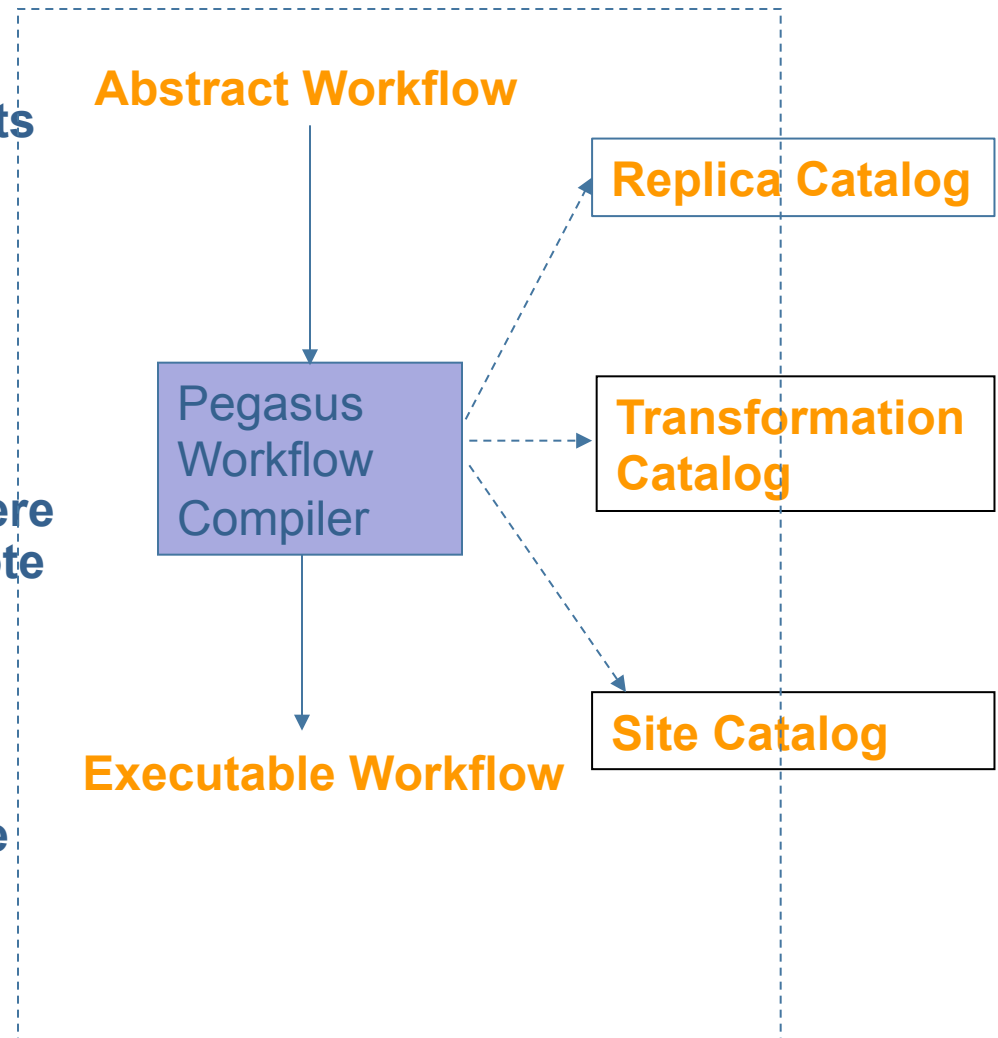 Abstract Workflow
Replica Catalog
Pegasus
Workflow
Compiler
Transformation
Catalog
Site Catalog
Executable Workflow